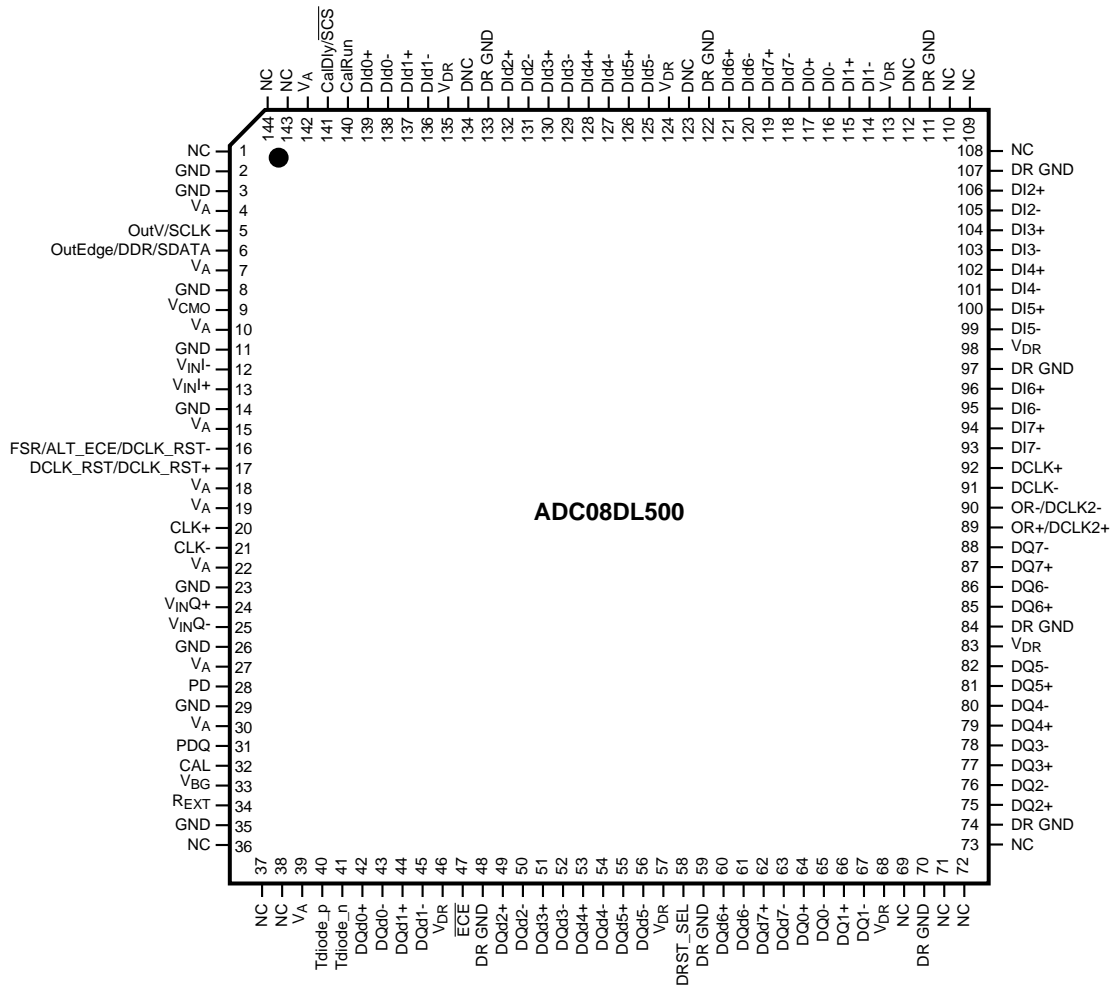 NC
NC
VA
CalDly/SCS
CalRun
DId0+
DId0-
DId1+
DId1-
VDR
DNC
DR GND
DId2+
DId2-
DId3+
DId3-
DId4+
DId4-
DId5+
DId5-
VDR
DNC
DR GND
DId6+
DId6-
DId7+
DId7-
DI0+
DI0-
DI1+
DI1-
VDR
DNC
DR GND
NC
NC
144
143
142
141
140
139
138
137
136
135
134
133
132
131
130
129
128
127
126
125
124
123
122
121
120
119
118
117
116
115
114
113
112
111
110
109
NC 1
GND 2
GND 3
VA 4
OutV/SCLK 5
OutEdge/DDR/SDATA 6
VA 7
GND 8
VCMO 9
VA 10
GND 11
VINI- 12
VINI+ 13
GND 14
VA 15
FSR/ALT_ECE/DCLK_RST- 16
DCLK_RST/DCLK_RST+ 17
VA 18
VA 19
CLK+ 20
CLK- 21
VA 22
GND 23
VINQ+ 24
VINQ- 25
GND 26
VA 27
PD 28
GND 29
VA 30
PDQ 31
CAL 32
VBG 33
REXT 34
GND 35
NC 36
ADC08DL500
108 NC
107 DR GND
106 DI2+
105 DI2-
104 DI3+
103 DI3-
102 DI4+
101 DI4-
100 DI5+
99 DI5-
98 VDR
97 DR GND
96 DI6+
95 DI6-
94 DI7+
93 DI7-
92 DCLK+
91 DCLK-
90 OR-/DCLK2-
89 OR+/DCLK2+
88 DQ7-
87 DQ7+
86 DQ6-
85 DQ6+
84 DR GND
83 VDR
82 DQ5-
81 DQ5+
80 DQ4-
79 DQ4+
78 DQ3-
77 DQ3+
76 DQ2-
75 DQ2+
74 DR GND
73 NC
37
38
39
40
41
42
43
44
45
46
47
48
49
50
51
52
53
54
55
56
57
58
59
60
61
62
63
64
65
66
67
68
69
70
71
72
NC
NC
VA
Tdiode_p
Tdiode_n
DQd0+
DQd0-
DQd1+
DQd1-
VDR
ECE
DR GND
DQd2+
DQd2-
DQd3+
DQd3-
DQd4+
DQd4-
DQd5+
DQd5-
VDR
DRST_SEL
DR GND
DQd6+
DQd6-
DQd7+
DQd7-
DQ0+
DQ0-
DQ1+
DQ1-
VDR
NC
DR GND
NC
NC